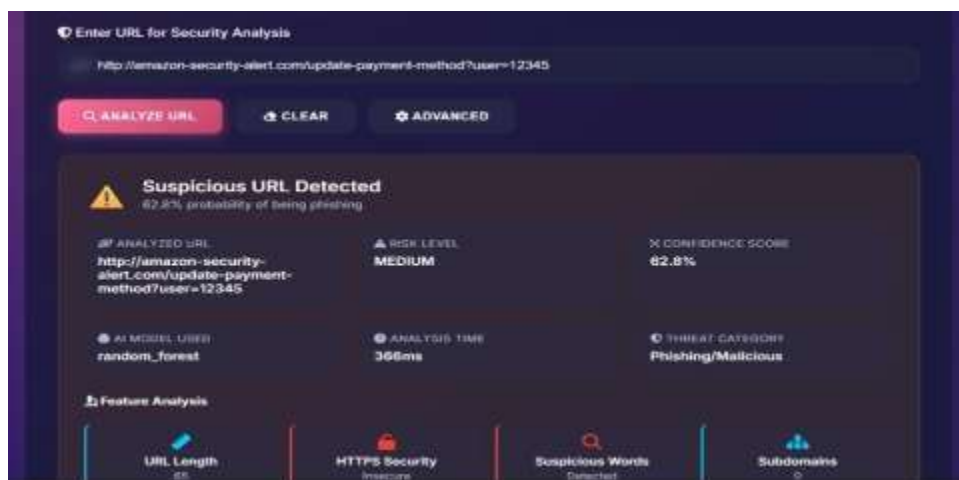 Enter URL for Security Analysis
http://amazon-security-alert.com/update-payment-method?user=12345
ANALYZE URL
CLEAR
ADVANCED
Suspicious URL Detected
62.8% probability of being phishing
ANALYZED URL
http://amazon-security-
alert.com/update-payment-
method?user=12345
RISK LEVEL
MEDIUM
CONFIDENCE SCORE
62.8%
AI MODEL USED
random_forest
ANALYSIS TIME
366ms
THREAT CATEGORY
Phishing/Malicious
Feature Analysis
URL Length
65
HTTPS Security
Insecure
Suspicious Words
Detected
Subdomains
0